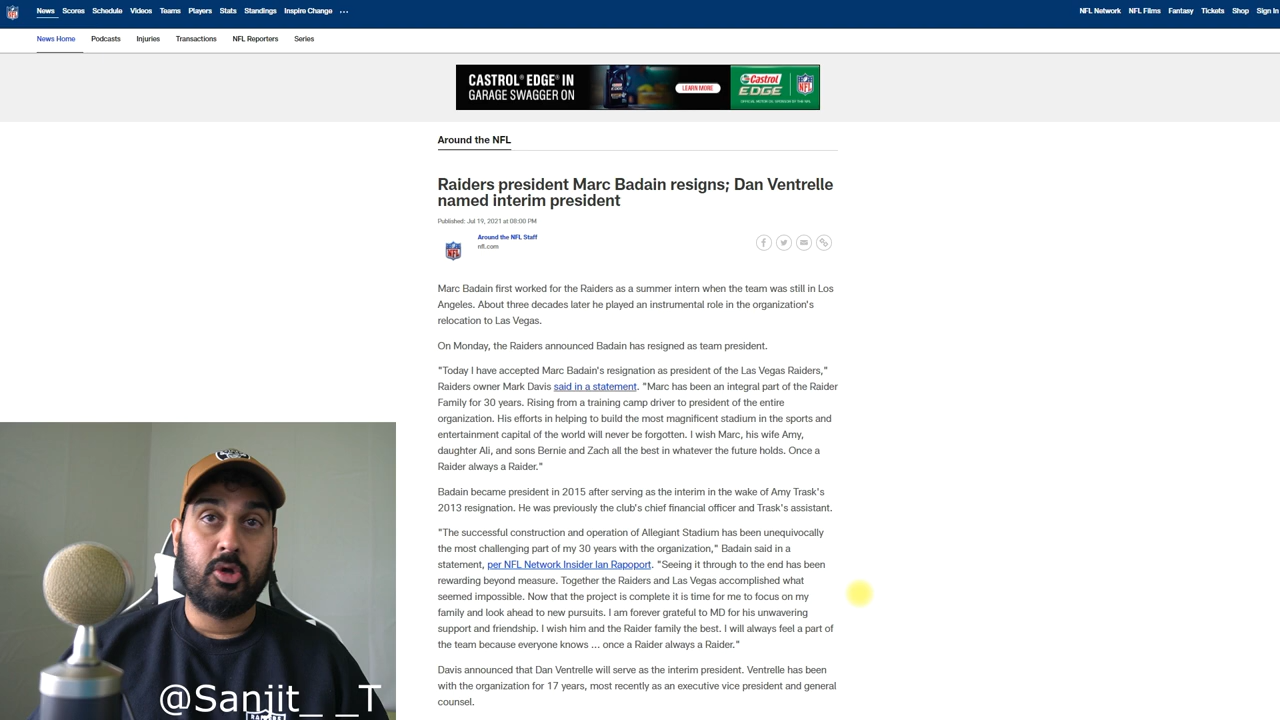 News Scores Schedule Videos Teams Players Stats Standings Inspire Change ... NFL Network NFL Films Fantasy Tickets Shop Sign In
News Home Podcasts Injuries Transactions NFL Reporters Series
CASTROL® EDGE® IN
GARAGE SWAGGER ON
LEARN MORE
Castrol
EDGE
NFL
OFFICIAL MOTOR OIL SPONSOR OF THE NFL
Around the NFL
Raiders president Marc Badain resigns; Dan Ventrelle
named interim president
Published: Jul 19, 2021 at 08:00 PM
NFL
Around the NFL Staff
nfl.com
Marc Badain first worked for the Raiders as a summer intern when the team was still in Los
Angeles. About three decades later he played an instrumental role in the organization's
relocation to Las Vegas.
On Monday, the Raiders announced Badain has resigned as team president.
"Today I have accepted Marc Badain's resignation as president of the Las Vegas Raiders,"
Raiders owner Mark Davis said in a statement. "Marc has been an integral part of the Raider
Family for 30 years. Rising from a training camp driver to president of the entire
organization. His efforts in helping to build the most magnificent stadium in the sports and
entertainment capital of the world will never be forgotten. I wish Marc, his wife Amy,
daughter Ali, and sons Bernie and Zach all the best in whatever the future holds. Once a
Raider always a Raider."
Badain became president in 2015 after serving as the interim in the wake of Amy Trask's
2013 resignation. He was previously the club's chief financial officer and Trask's assistant.
"The successful construction and operation of Allegiant Stadium has been unequivocally
the most challenging part of my 30 years with the organization," Badain said in a
statement, per NFL Network Insider Ian Rapoport. "Seeing it through to the end has been
rewarding beyond measure. Together the Raiders and Las Vegas accomplished what
seemed impossible. Now that the project is complete it is time for me to focus on my
family and look ahead to new pursuits. I am forever grateful to MD for his unwavering
support and friendship. I wish him and the Raider family the best. I will always feel a part of
the team because everyone knows ... once a Raider always a Raider."
Davis announced that Dan Ventrelle will serve as the interim president. Ventrelle has been
with the organization for 17 years, most recently as an executive vice president and general
counsel.
@Sanjit_ _T
RAIDERS